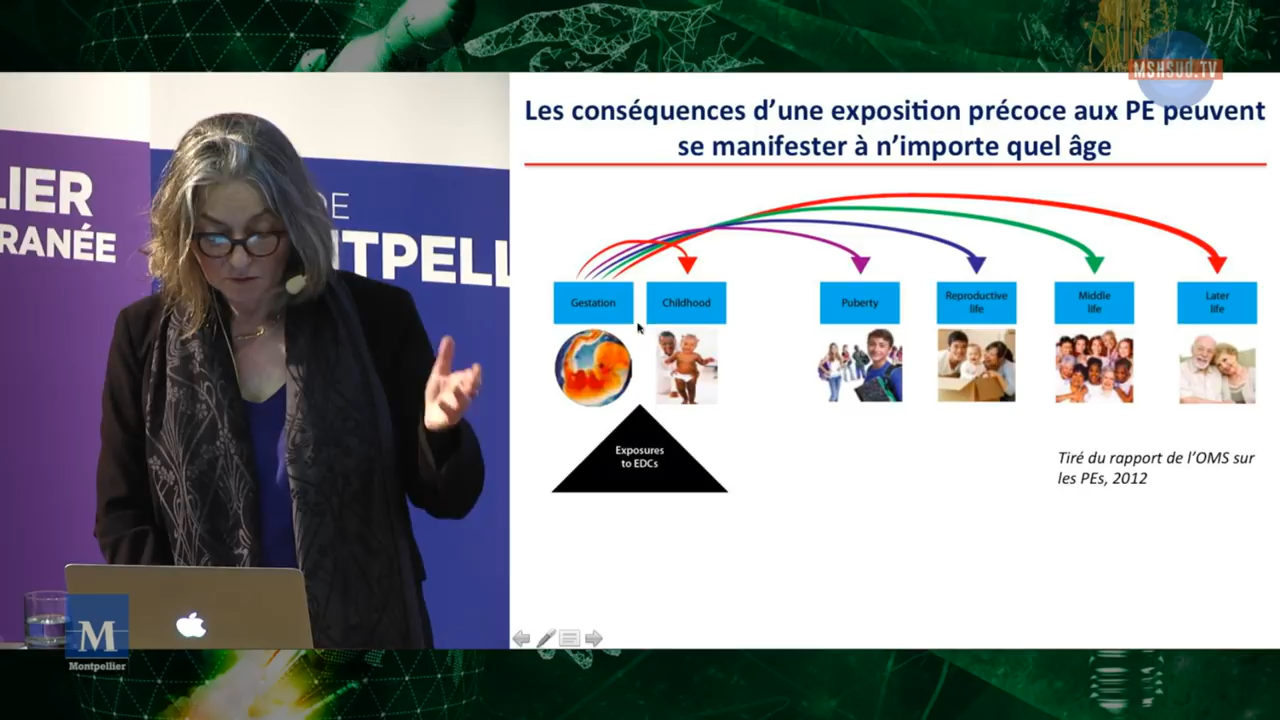 MSHSUD.TV
LIER
RANÉE
DE
NTPELL
Les conséquences d’une exposition précoce aux PE peuvent
se manifester à n’importe quel âge
Gestation
Childhood
Puberty
Reproductive
life
Middle
life
Later
life
Exposures
to EDCs
Tiré du rapport de l’OMS sur
les PEs, 2012
M
Montpellier